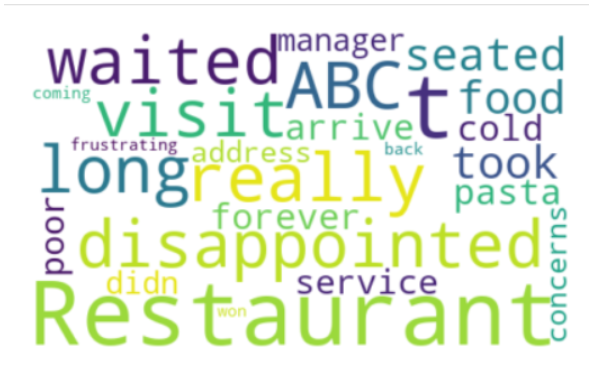 waited manager seated
coming ABC t food
visit arrive cold
frustrating address back took
long really pasta
poor forever concerns
disappointed
didn service
Restaurant
won